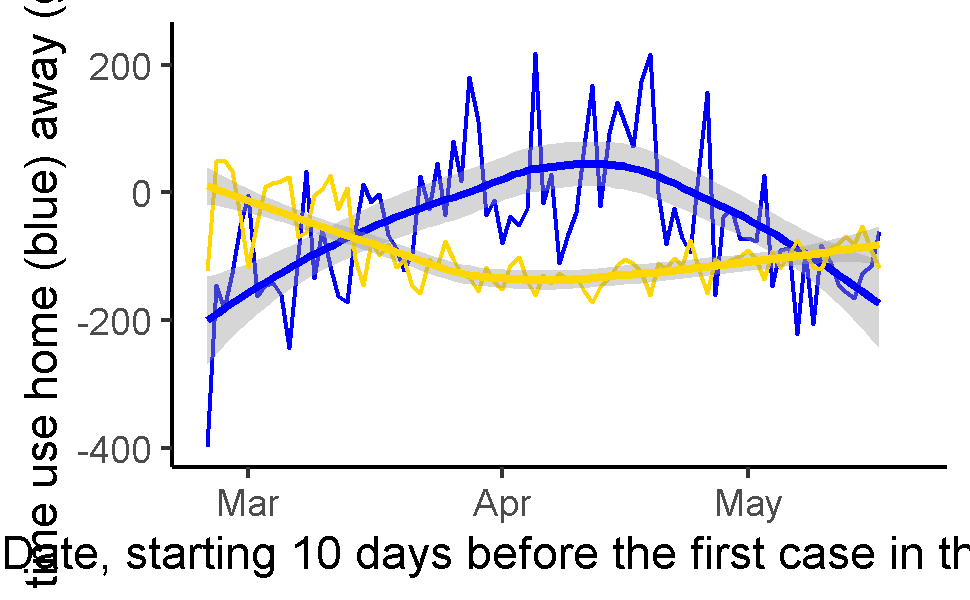 time use home (blue) away (
200
0
-200
-400
Mar Apr May
Date, starting 10 days before the first case in th